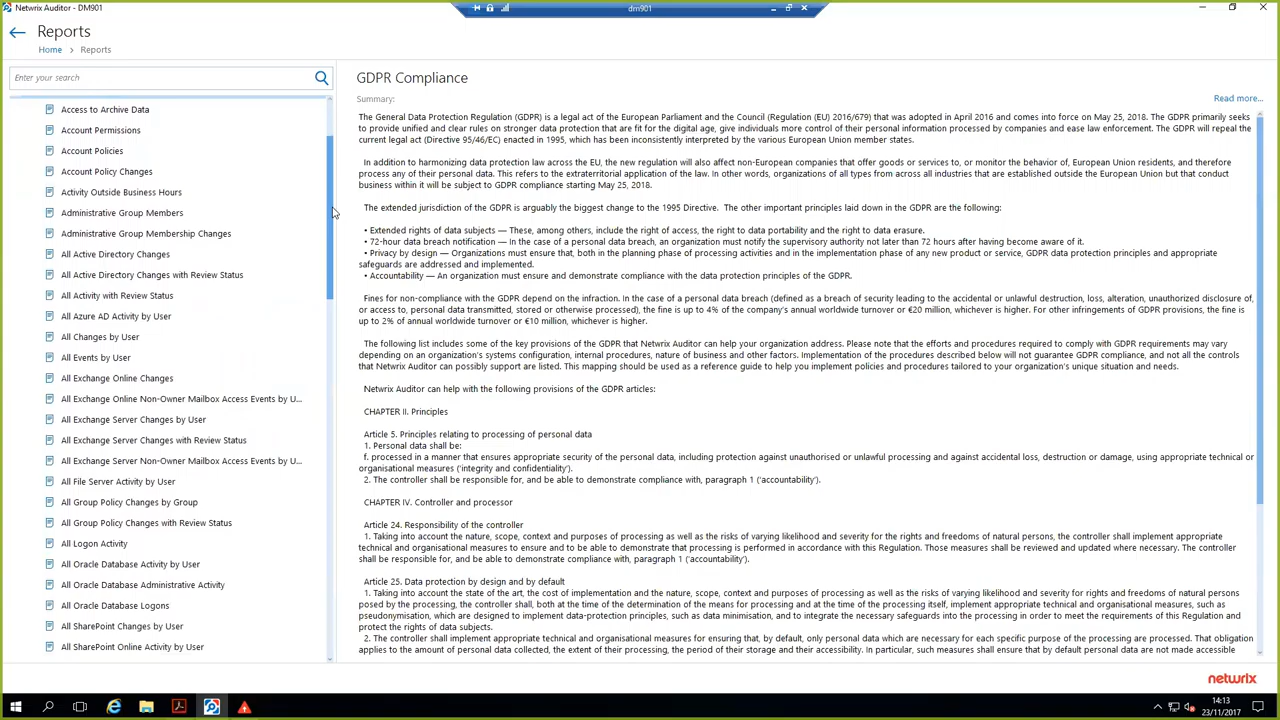 Netwrix Auditor - DM901
dm901
Reports
Home > Reports
Enter your search
Access to Archive Data
Account Permissions
Account Policies
Account Policy Changes
Activity Outside Business Hours
Administrative Group Members
Administrative Group Membership Changes
All Active Directory Changes
All Active Directory Changes with Review Status
All Activity with Review Status
All Azure AD Activity by User
All Changes by User
All Events by User
All Exchange Online Changes
All Exchange Online Non-Owner Mailbox Access Events by U...
All Exchange Server Changes by User
All Exchange Server Changes with Review Status
All Exchange Server Non-Owner Mailbox Access Events by U...
All File Server Activity by User
All Group Policy Changes by Group
All Group Policy Changes with Review Status
All Logon Activity
All Oracle Database Activity by User
All Oracle Database Administrative Activity
All Oracle Database Logons
All SharePoint Changes by User
All SharePoint Online Activity by User
GDPR Compliance
Summary:
Read more...
The General Data Protection Regulation (GDPR) is a legal act of the European Parliament and the Council (Regulation (EU) 2016/679) that was adopted in April 2016 and comes into force on May 25, 2018. The GDPR primarily seeks
to provide unified and clear rules on stronger data protection that are fit for the digital age, give individuals more control of their personal information processed by companies and ease law enforcement. The GDPR will repeal the
current legal act (Directive 95/46/EC) enacted in 1995, which has been inconsistently interpreted by the various European Union member states.
In addition to harmonizing data protection law across the EU, the new regulation will also affect non-European companies that offer goods or services to, or monitor the behavior of, European Union residents, and therefore
process any of their personal data. This refers to the extraterritorial application of the law. In other words, organizations of all types from across all industries that are established outside the European Union but that conduct
business within it will be subject to GDPR compliance starting May 25, 2018.
The extended jurisdiction of the GDPR is arguably the biggest change to the 1995 Directive. The other important principles laid down in the GDPR are the following:
• Extended rights of data subjects — These, among others, include the right of access, the right to data portability and the right to data erasure.
• 72-hour data breach notification — In the case of a personal data breach, an organization must notify the supervisory authority not later than 72 hours after having become aware of it.
• Privacy by design — Organizations must ensure that, both in the planning phase of processing activities and in the implementation phase of any new product or service, GDPR data protection principles and appropriate
safeguards are addressed and implemented.
• Accountability — An organization must ensure and demonstrate compliance with the data protection principles of the GDPR.
Fines for non-compliance with the GDPR depend on the infraction. In the case of a personal data breach (defined as a breach of security leading to the accidental or unlawful destruction, loss, alteration, unauthorized disclosure of,
or access to, personal data transmitted, stored or otherwise processed), the fine is up to 4% of the company's annual worldwide turnover or €20 million, whichever is higher. For other infringements of GDPR provisions, the fine is
up to 2% of annual worldwide turnover or €10 million, whichever is higher.
The following list includes some of the key provisions of the GDPR that Netwrix Auditor can help your organization address. Please note that the efforts and procedures required to comply with GDPR requirements may vary
depending on an organization's systems configuration, internal procedures, nature of business and other factors. Implementation of the procedures described below will not guarantee GDPR compliance, and not all the controls
that Netwrix Auditor can possibly support are listed. This mapping should be used as a reference guide to help you implement policies and procedures tailored to your organization's unique situation and needs.
Netwrix Auditor can help with the following provisions of the GDPR articles:
CHAPTER II. Principles
Article 5. Principles relating to processing of personal data
1. Personal data shall be:
f. processed in a manner that ensures appropriate security of the personal data, including protection against unauthorised or unlawful processing and against accidental loss, destruction or damage, using appropriate technical or
organisational measures ('integrity and confidentiality').
2. The controller shall be responsible for, and be able to demonstrate compliance with, paragraph 1 ('accountability').
CHAPTER IV. Controller and processor
Article 24. Responsibility of the controller
1. Taking into account the nature, scope, context and purposes of processing as well as the risks of varying likelihood and severity for the rights and freedoms of natural persons, the controller shall implement appropriate
technical and organisational measures to ensure and to be able to demonstrate that processing is performed in accordance with this Regulation. Those measures shall be reviewed and updated where necessary. The controller
shall be responsible for, and be able to demonstrate compliance with, paragraph 1 ('accountability').
Article 25. Data protection by design and by default
1. Taking into account the state of the art, the cost of implementation and the nature, scope, context and purposes of processing as well as the risks of varying likelihood and severity for rights and freedoms of natural persons
posed by the processing, the controller shall, both at the time of the determination of the means for processing and at the time of the processing itself, implement appropriate technical and organisational measures, such as
pseudonymisation, which are designed to implement data-protection principles, such as data minimisation, and to integrate the necessary safeguards into the processing in order to meet the requirements of this Regulation and
protect the rights of data subjects.
2. The controller shall implement appropriate technical and organisational measures for ensuring that, by default, only personal data which are necessary for each specific purpose of the processing are processed. That obligation
applies to the amount of personal data collected, the extent of their processing, the period of their storage and their accessibility. In particular, such measures shall ensure that by default personal data are not made accessible
netwrix
14:13
23/11/2017